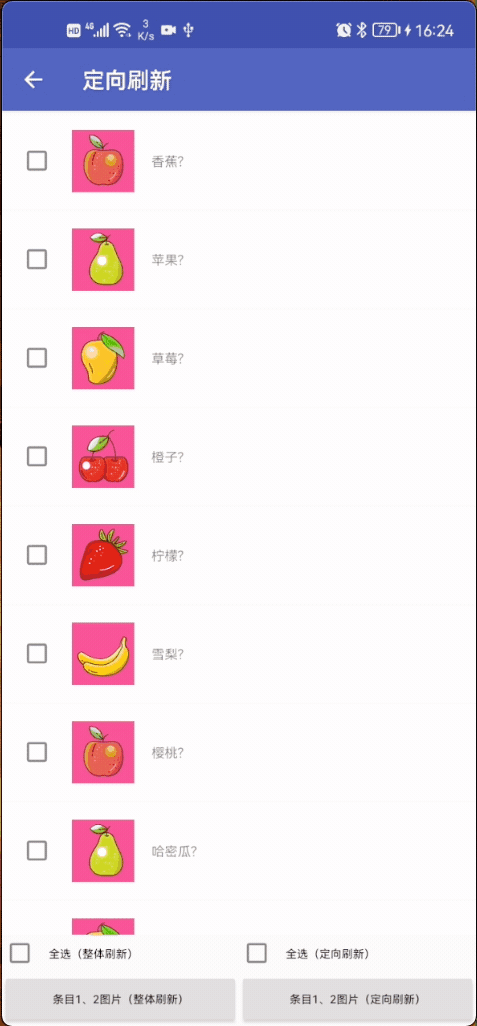 HD 4G 3 K/s 79 16:24
定向刷新
香蕉?
苹果?
草莓?
橙子?
柠檬?
雪梨?
樱桃?
哈密瓜?
全选（整体刷新） 全选（定向刷新）
条目1、2图片（整体刷新） 条目1、2图片（定向刷新）